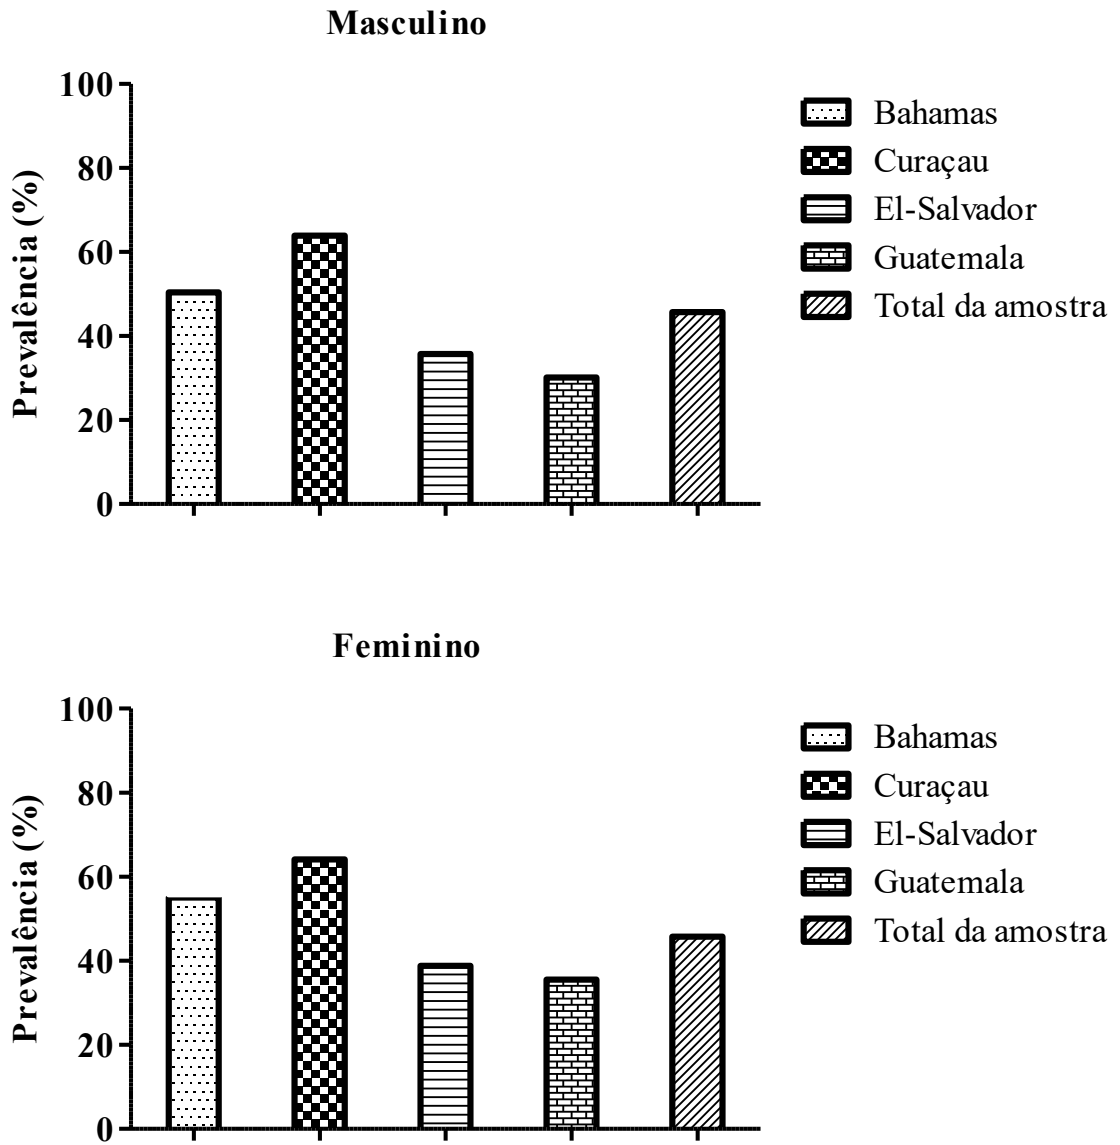 Masculino
Prevalência (%)
100
80
60
40
20
0
Bahamas
Curaçau
El-Salvador
Guatemala
Total da amostra
Feminino
Prevalência (%)
100
80
60
40
20
0
Bahamas
Curaçau
El-Salvador
Guatemala
Total da amostra